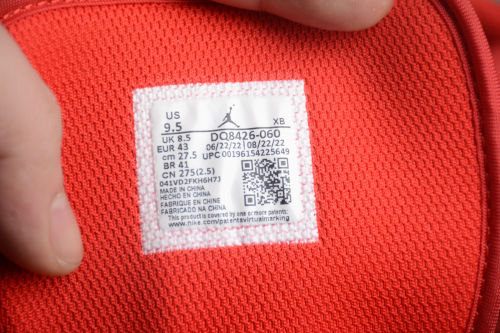 US
9.5 XB
UK 8.5 DQ8426-060
EUR 43 06/22/22 08/22/22
cm 27.5 UPC 00196154225649
BR 41
CN 275(2.5)
041VD2FKH6H7J
MADE IN CHINA
HECHO EN CHINA
FABRIQUE EN CHINE
FABRICADO NA CHINA
This product is covered by one or more patents.
www.nike.com/patentsvirtualmarking